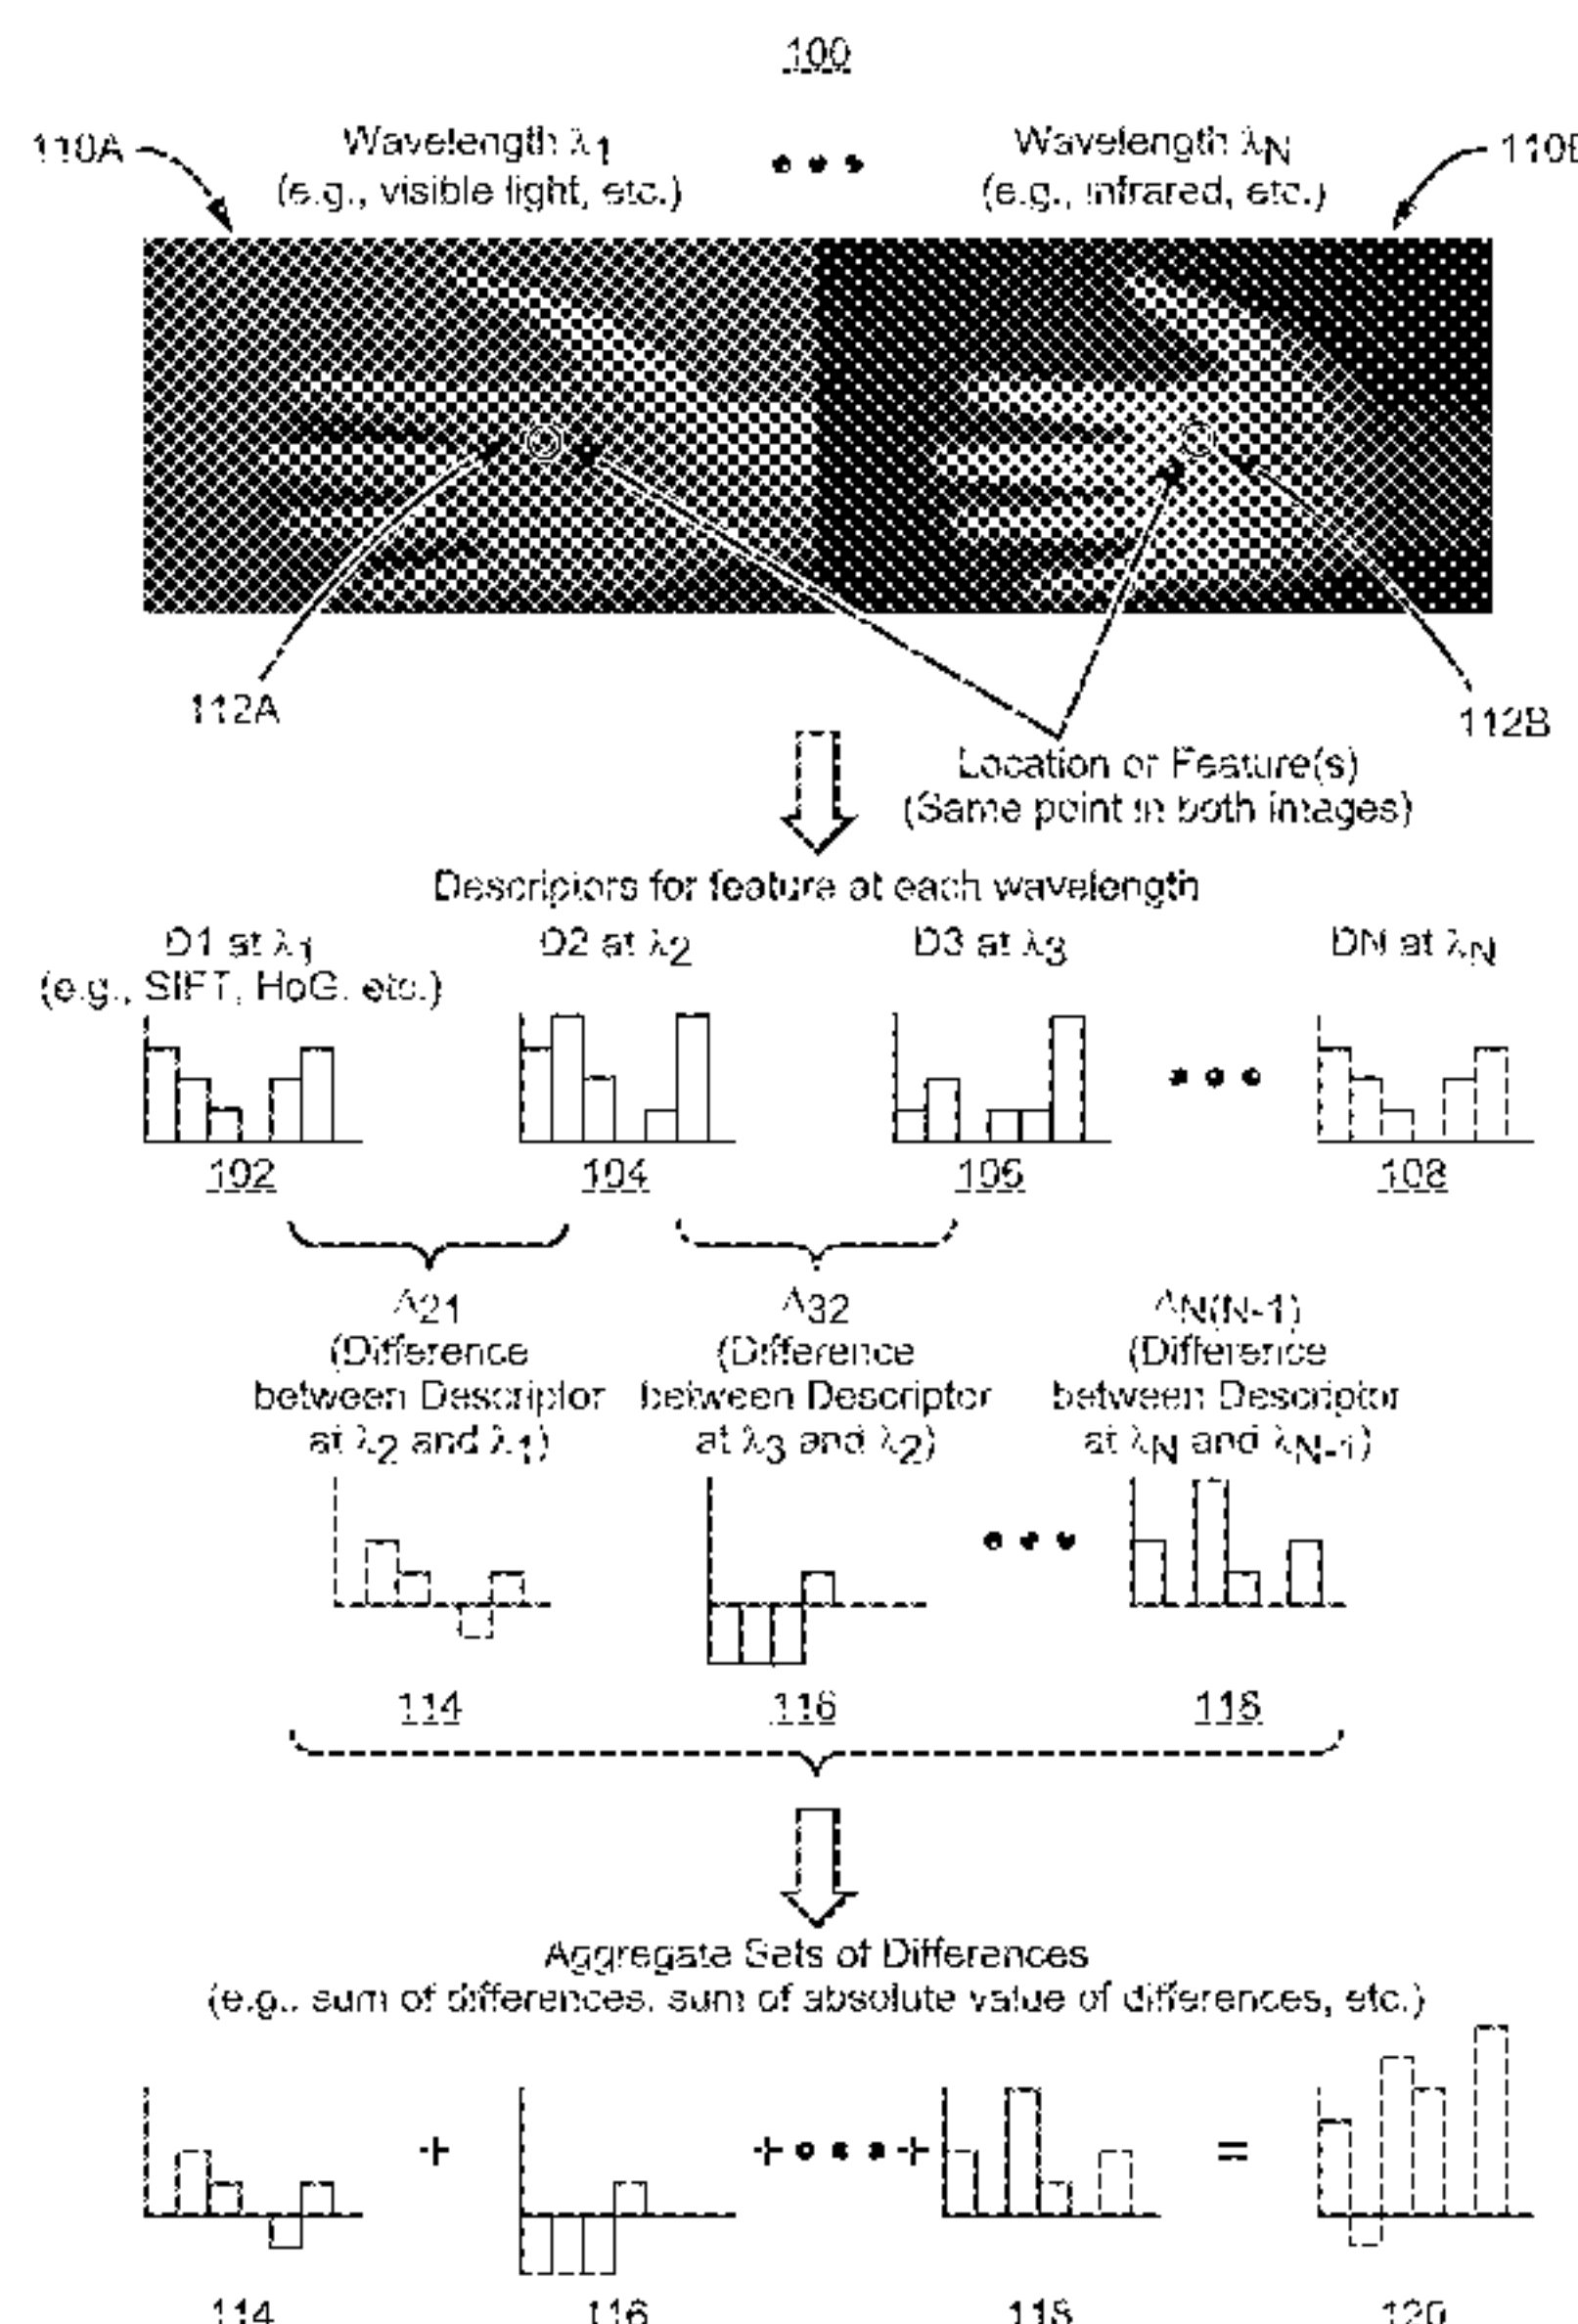 100
110A
Wavelength λ1
Wavelength λN
(e.g., visible light, etc.)
(e.g., infrared, etc.)
112A
112B
Location or Feature(s)
(Same point in both images)
Descriptors for feature at each wavelength
D1 at λ1
D2 at λ2
D3 at λ3
DN at λN
(e.g., SIFT, HoG, etc.)
102
104
106
108
Δ21
(Difference
between Descriptor
at λ2 and λ1)
Δ32
(Difference
between Descriptor
at λ3 and λ2)
ΔN(N-1)
(Difference
between Descriptor
at λN and λN-1)
114
116
118
Aggregate Sets of Differences
(e.g., sum of differences, sum of absolute value of differences, etc.)
+
+
+
=
114
116
118
120